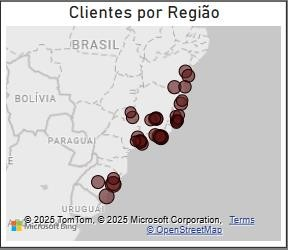 Clientes por Região
BRASIL
BOLÍVIA
PARAGUAI
URUGUAI
Microsoft Bing
© 2025 TomTom, © 2025 Microsoft Corporation, Terms
© OpenStreetMap